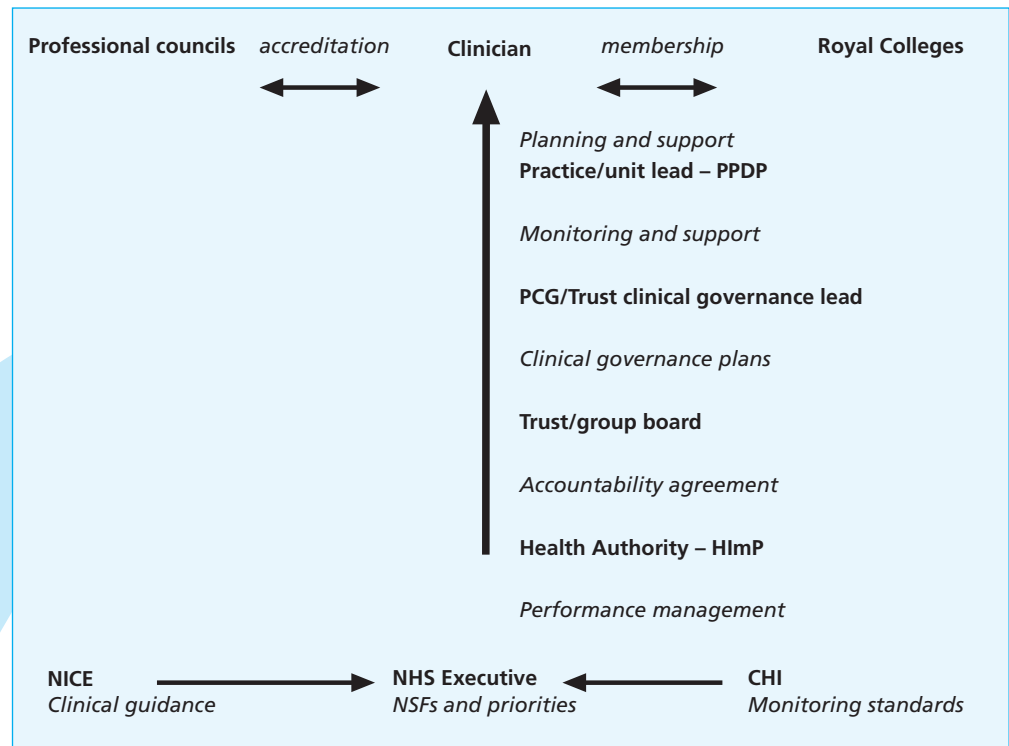 Professional councils accreditation Clinician membership Royal Colleges
Planning and support
Practice/unit lead – PPDP
Monitoring and support
PCG/Trust clinical governance lead
Clinical governance plans
Trust/group board
Accountability agreement
Health Authority – HImP
Performance management
NICE NHS Executive CHI
Clinical guidance NSFs and priorities Monitoring standards